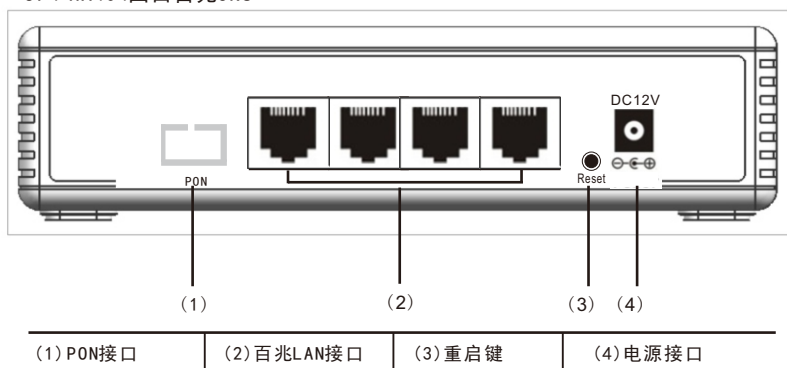 DC12V
PON
Reset
(1)
(2)
(3)
(4)
(1)PON接口
(2)百兆LAN接口
(3)重启键
(4)电源接口